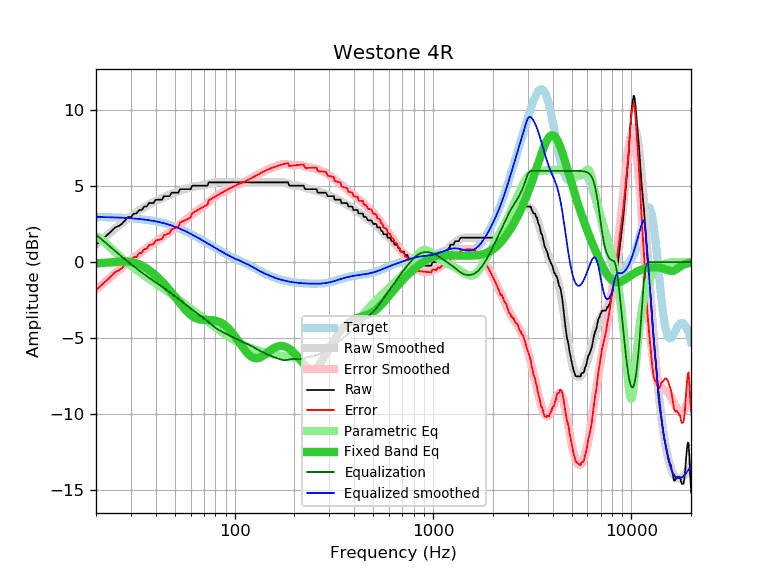 Westone 4R
Amplitude (dBr)
10
5
0
−5
−10
−15
Target
Raw Smoothed
Error Smoothed
Raw
Error
Parametric Eq
Fixed Band Eq
Equalization
Equalized smoothed
100
1000
10000
Frequency (Hz)